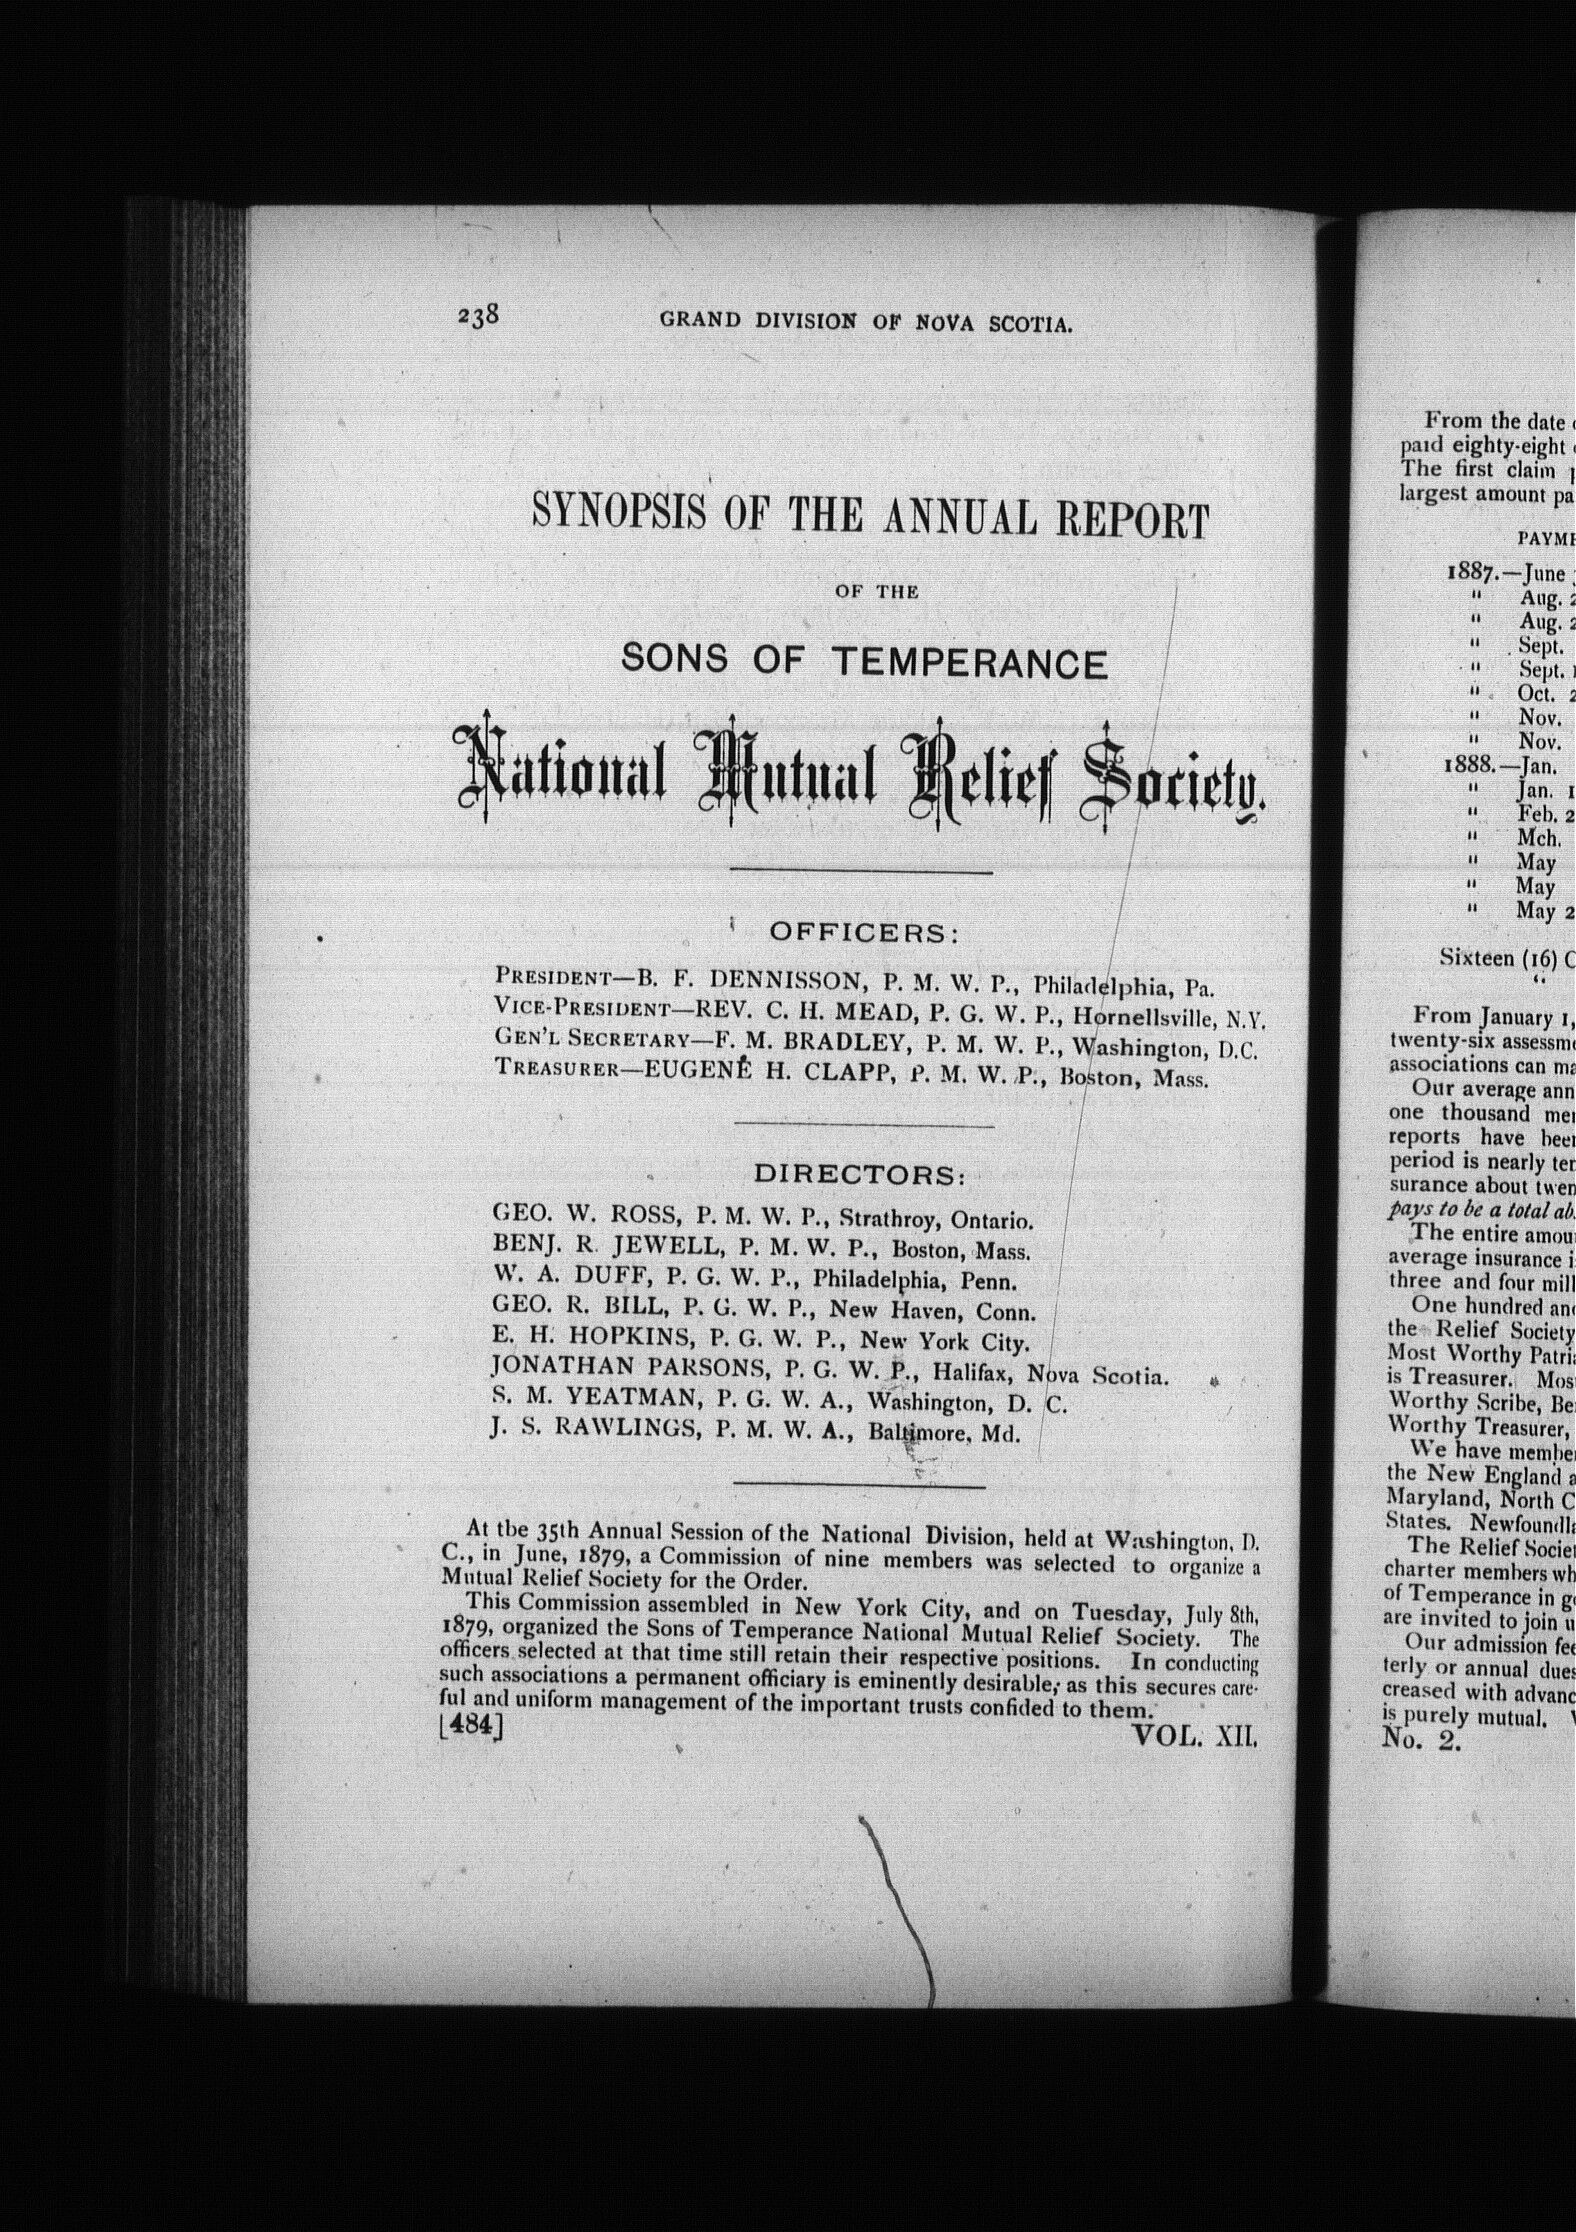 238 GRAND DIVISION OF NOVA SCOTIA.
SYNOPSIS OF THE ANNUAL REPORT
OF THE
SONS OF TEMPERANCE
National Mutual Relief Society.
OFFICERS:
PRESIDENT—B. F. DENNISSON, P. M. W. P., Philadelphia, Pa.
VICE-PRESIDENT—REV. C. H. MEAD, P. G. W. P., Hornellsville, N.Y.
GEN'L SECRETARY—F. M. BRADLEY, P. M. W. P., Washington, D.C.
TREASURER—EUGENE H. CLAPP, P. M. W. P., Boston, Mass.
DIRECTORS:
GEO. W. ROSS, P. M. W. P., Strathroy, Ontario.
BENJ. R. JEWELL, P. M. W. P., Boston, Mass.
W. A. DUFF, P. G. W. P., Philadelphia, Penn.
GEO. R. BILL, P. G. W. P., New Haven, Conn.
E. H. HOPKINS, P. G. W. P., New York City.
JONATHAN PARSONS, P. G. W. P., Halifax, Nova Scotia.
S. M. YEATMAN, P. G. W. A., Washington, D. C.
J. S. RAWLINGS, P. M. W. A., Baltimore, Md.
At tbe 35th Annual Session of the National Division, held at Washington, D.
C., in June, 1879, a Commission of nine members was selected to organize a
Mutual Relief Society for the Order.
This Commission assembled in New York City, and on Tuesday, July 8th,
1879, organized the Sons of Temperance National Mutual Relief Society. The
officers selected at that time still retain their respective positions. In conducting
such associations a permanent officiary is eminently desirable, as this secures care-
ful and uniform management of the important trusts confided to them.
[484] VOL. XII.
From the date
paid eighty-eight
The first claim
largest amount
1887.—June
" Aug.
" Aug.
" Sept.
" Sept.
" Oct.
" Nov.
" Nov.
1888.—Jan.
" Jan.
" Feb.
" Mch.
" May
" May
" May
Sixteen (16)
"
From January 1,
twenty-six
associations can
Our average
one thousand
reports have
period is nearly
surance about
pays to be a total
The entire
average insurance
three and four
One hundred
the Relief Society
Most Worthy
is Treasurer.
Worthy Scribe,
Worthy Treasurer,
We have
the New England
Maryland, North
States.
The Relief
charter members
of Temperance in
are invited to join
Our admission
terly or annual
creased with
is purely mutual.
No. 2.